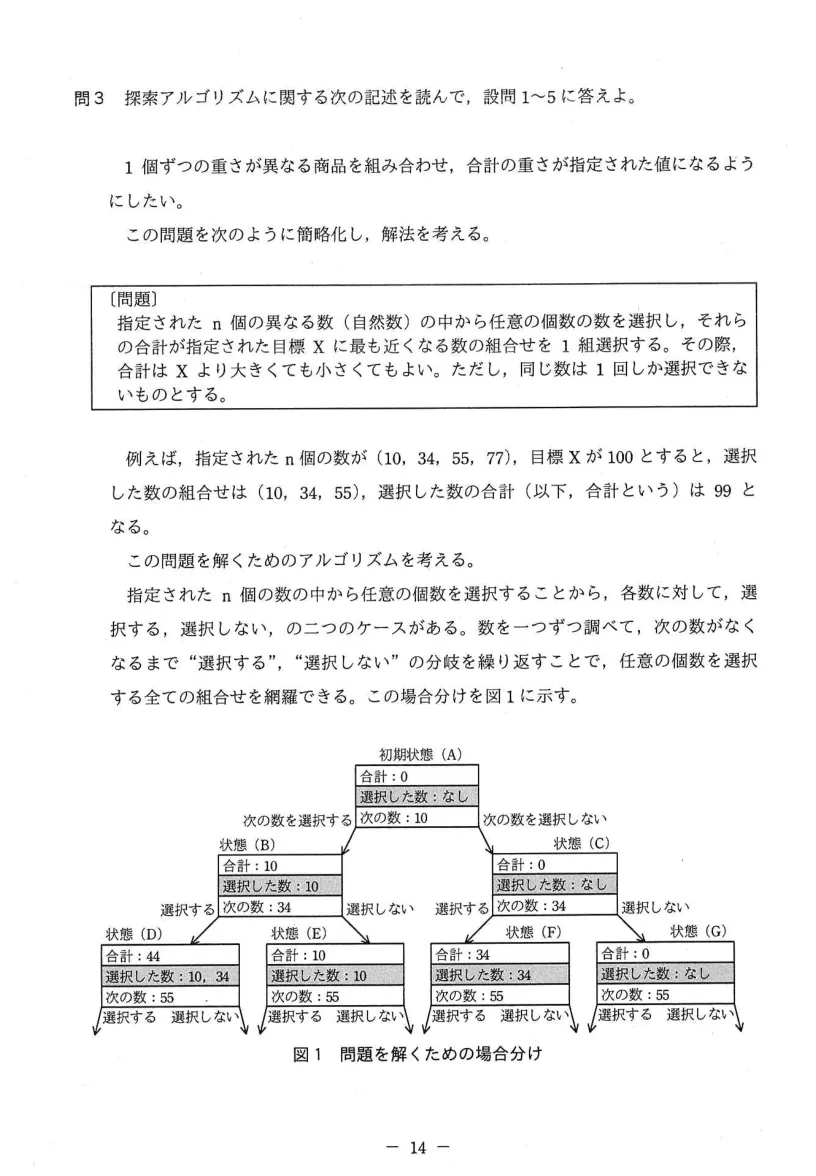 問3 探索アルゴリズムに関する次の記述を読んで，設問1～5に答えよ。
1 個ずつの重さが異なる商品を組み合わせ，合計の重さが指定された値になるよう
にしたい。
この問題を次のように簡略化し，解法を考える。
〔問題〕
指定された n 個の異なる数（自然数）の中から任意の個数の数を選択し，それら
の合計が指定された目標 X に最も近くなる数の組合せを 1 組選択する。その際，
合計は X より大きくても小さくてもよい。ただし，同じ数は 1 回しか選択できな
いものとする。
例えば，指定された n 個の数が（10，34，55，77），目標 X が 100 とすると，選択
した数の組合せは（10，34，55），選択した数の合計（以下，合計という）は 99 と
なる。
この問題を解くためのアルゴリズムを考える。
指定された n 個の数の中から任意の個数を選択することから，各数に対して，選
択する，選択しない，の二つのケースがある。数を一つずつ調べて，次の数がなく
なるまで“選択する”，“選択しない”の分岐を繰り返すことで，任意の個数を選択
する全ての組合せを網羅できる。この場合分けを図1に示す。
初期状態（A）
合計：0
選択した数：なし
次の数を選択する 次の数：10 次の数を選択しない
状態（B） 状態（C）
合計：10 合計：0
選択した数：10 選択した数：なし
選択する 次の数：34 選択しない 選択する 次の数：34 選択しない
状態（D） 状態（E） 状態（F） 状態（G）
合計：44 合計：10 合計：34 合計：0
選択した数：10，34 選択した数：10 選択した数：34 選択した数：なし
次の数：55 次の数：55 次の数：55 次の数：55
選択する 選択しない 選択する 選択しない 選択する 選択しない 選択する 選択しない
図1 問題を解くための場合分け
－ 14 －